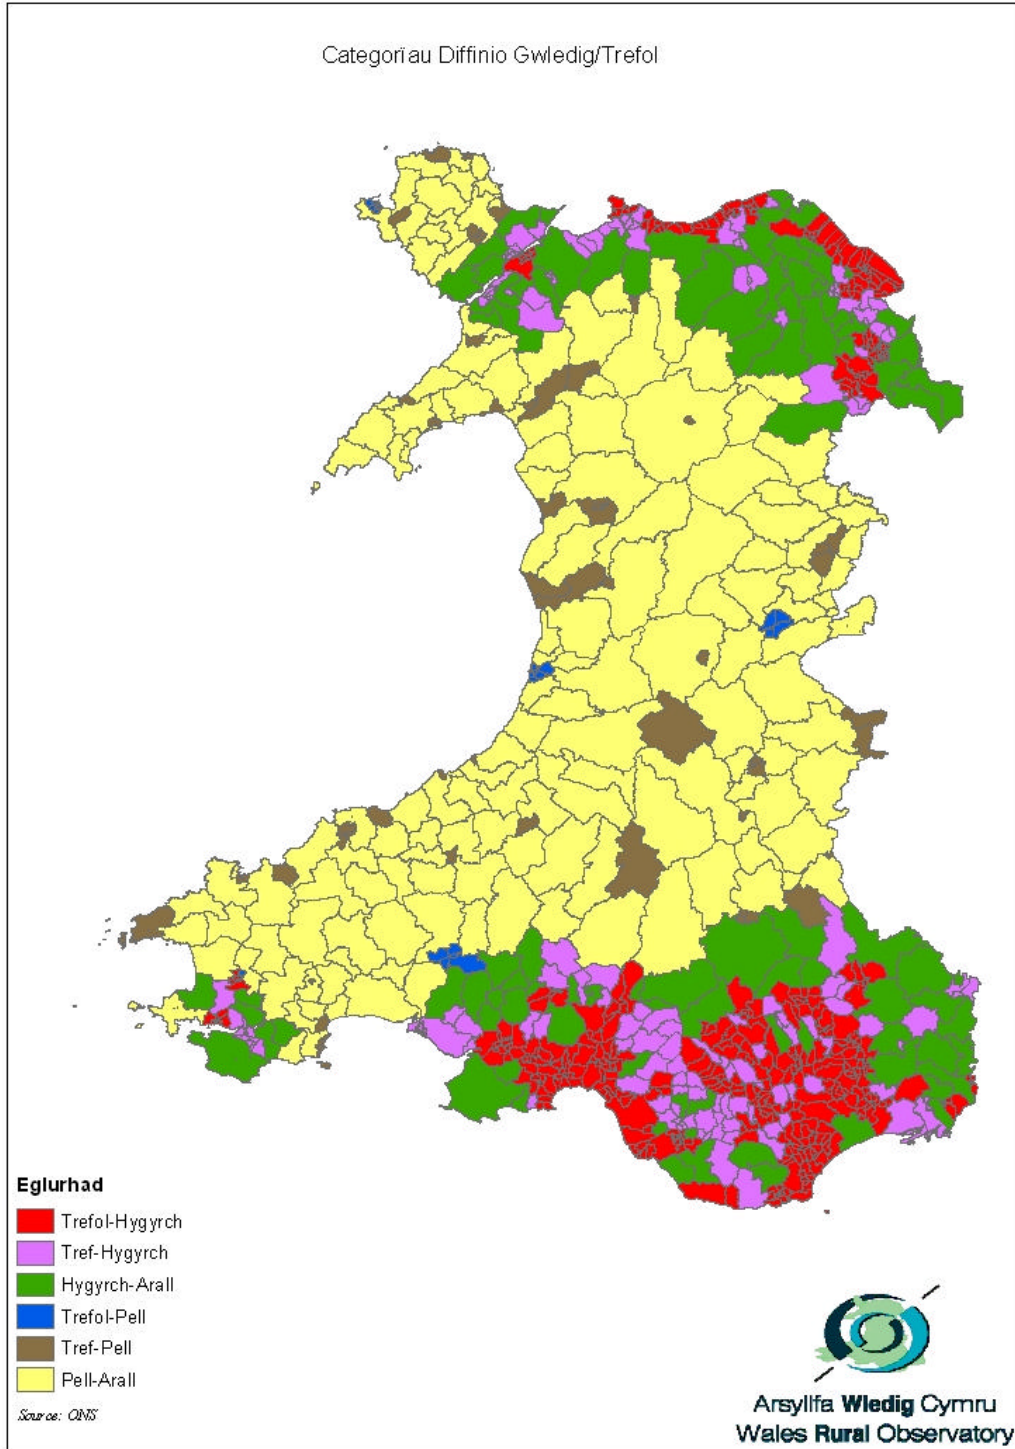 Categorïau Diffinio Gwledig/Trefol
Eglurhad
Trefol-Hygyrch
Tref-Hygyrch
Hygyrch-Arall
Trefol-Pell
Tref-Pell
Pell-Arall
Source: ONS
Arsyllfa Wledig Cymru
Wales Rural Observatory